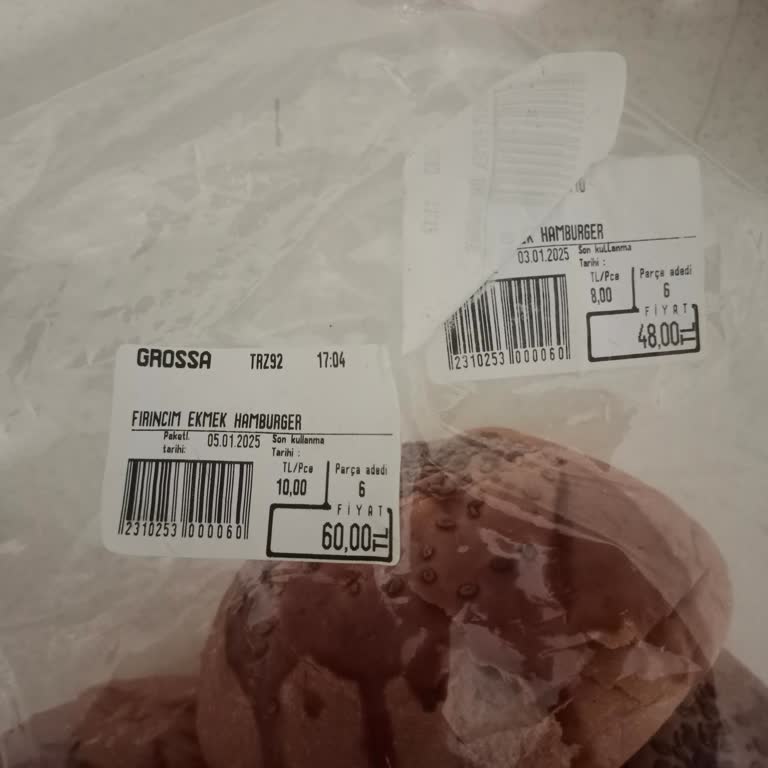 HAMBURGER
03.01.2025 Son kullanma
Tarihi :
TL/Pce Parça adedi
8,00 6
FİYAT
48,00TL
2310253 000060
GROSSA TRZ92 17:04
FIRINCIM EKMEK HAMBURGER
Paketl. 05.01.2025 Son kullanma
tarihi: Tarihi :
TL/Pce Parça adedi
10,00 6
FİYAT
60,00TL
2310253 000060